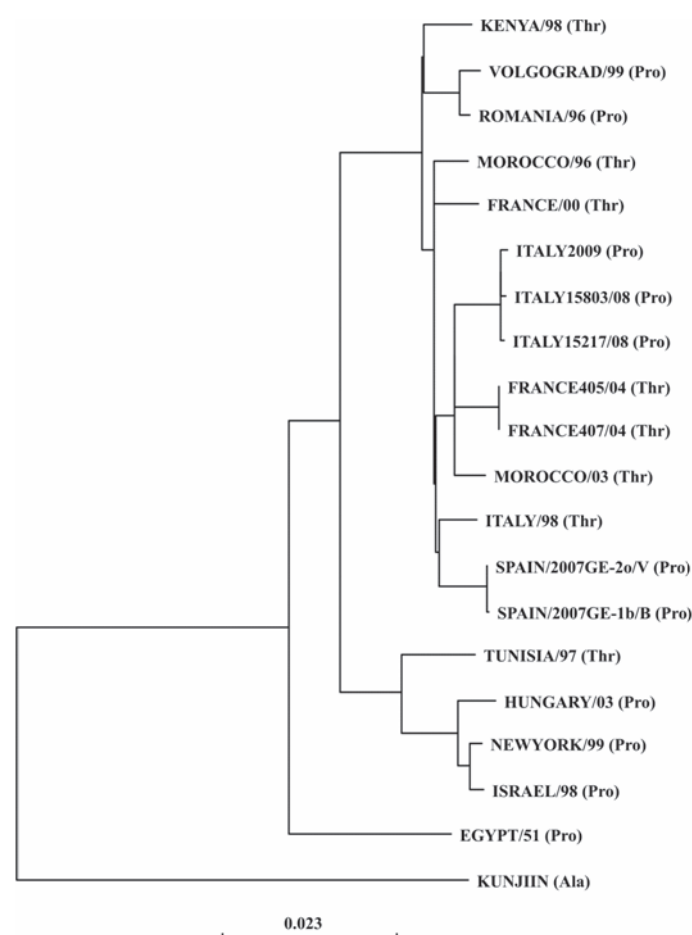 KENYA/98 (Thr)
VOLGOGRAD/99 (Pro)
ROMANIA/96 (Pro)
MOROCCO/96 (Thr)
FRANCE/00 (Thr)
ITALY2009 (Pro)
ITALY15803/08 (Pro)
ITALY15217/08 (Pro)
FRANCE405/04 (Thr)
FRANCE407/04 (Thr)
MOROCCO/03 (Thr)
ITALY/98 (Thr)
SPAIN/2007GE-2o/V (Pro)
SPAIN/2007GE-1b/B (Pro)
TUNISIA/97 (Thr)
HUNGARY/03 (Pro)
NEWYORK/99 (Pro)
ISRAEL/98 (Pro)
EGYPT/51 (Pro)
KUNJIIN (Ala)
0.023